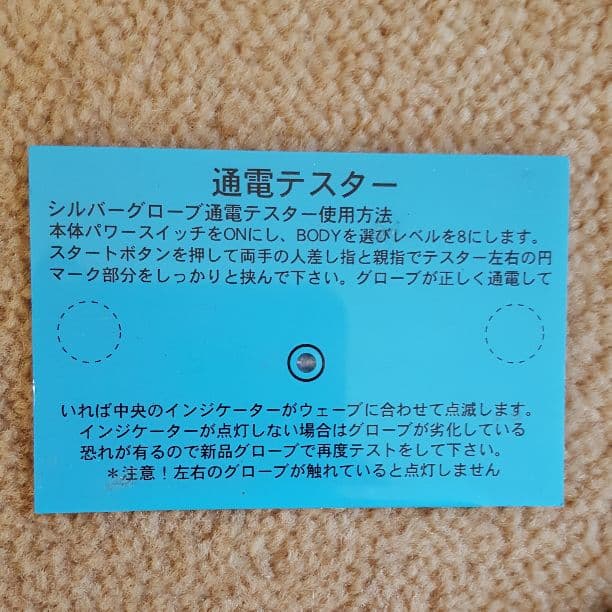 通電テスター
シルバーグローブ通電テスター使用方法
本体パワースイッチをONにし、BODYを選びレベルを8にします。
スタートボタンを押して両手の人差し指と親指でテスター左右の円
マーク部分をしっかりと挟んで下さい。グローブが正しく通電して
いれば中央のインジケーターがウェーブに合わせて点滅します。
インジケーターが点灯しない場合はグローブが劣化している
恐れが有るので新品グローブで再度テストをして下さい。
＊注意！左右のグローブが触れていると点灯しません